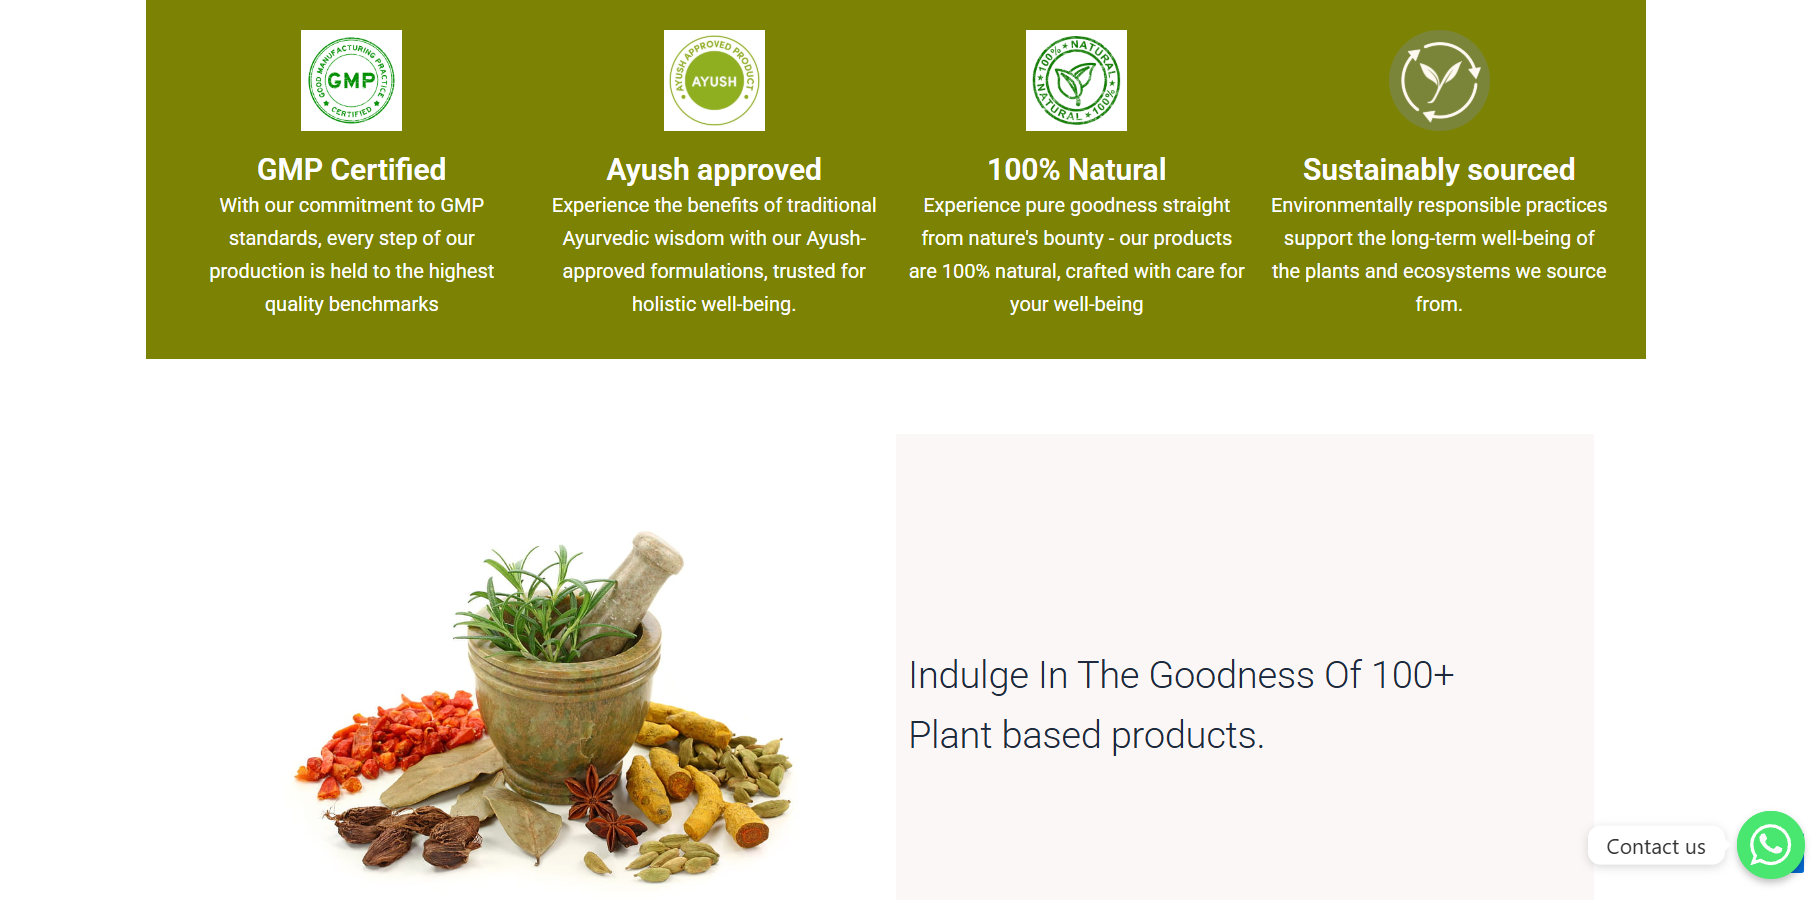 GOOD MANUFACTURING PRACTICE
GMP
CERTIFIED
AYUSH APPROVED PRODUCT
AYUSH
100% NATURAL
NATURAL 100%
GMP Certified
With our commitment to GMP
standards, every step of our
production is held to the highest
quality benchmarks
Ayush approved
Experience the benefits of traditional
Ayurvedic wisdom with our Ayush-
approved formulations, trusted for
holistic well-being.
100% Natural
Experience pure goodness straight
from nature's bounty - our products
are 100% natural, crafted with care for
your well-being
Sustainably sourced
Environmentally responsible practices
support the long-term well-being of
the plants and ecosystems we source
from.
Indulge In The Goodness Of 100+
Plant based products.
Contact us